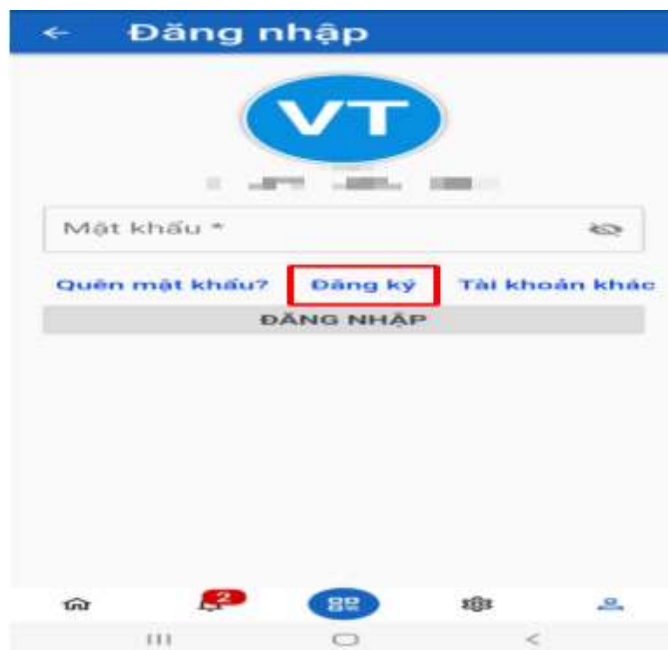 Đăng nhập
VT
Mật khẩu *
Quên mật khẩu? Đăng ký Tài khoản khác
ĐĂNG NHẬP
2